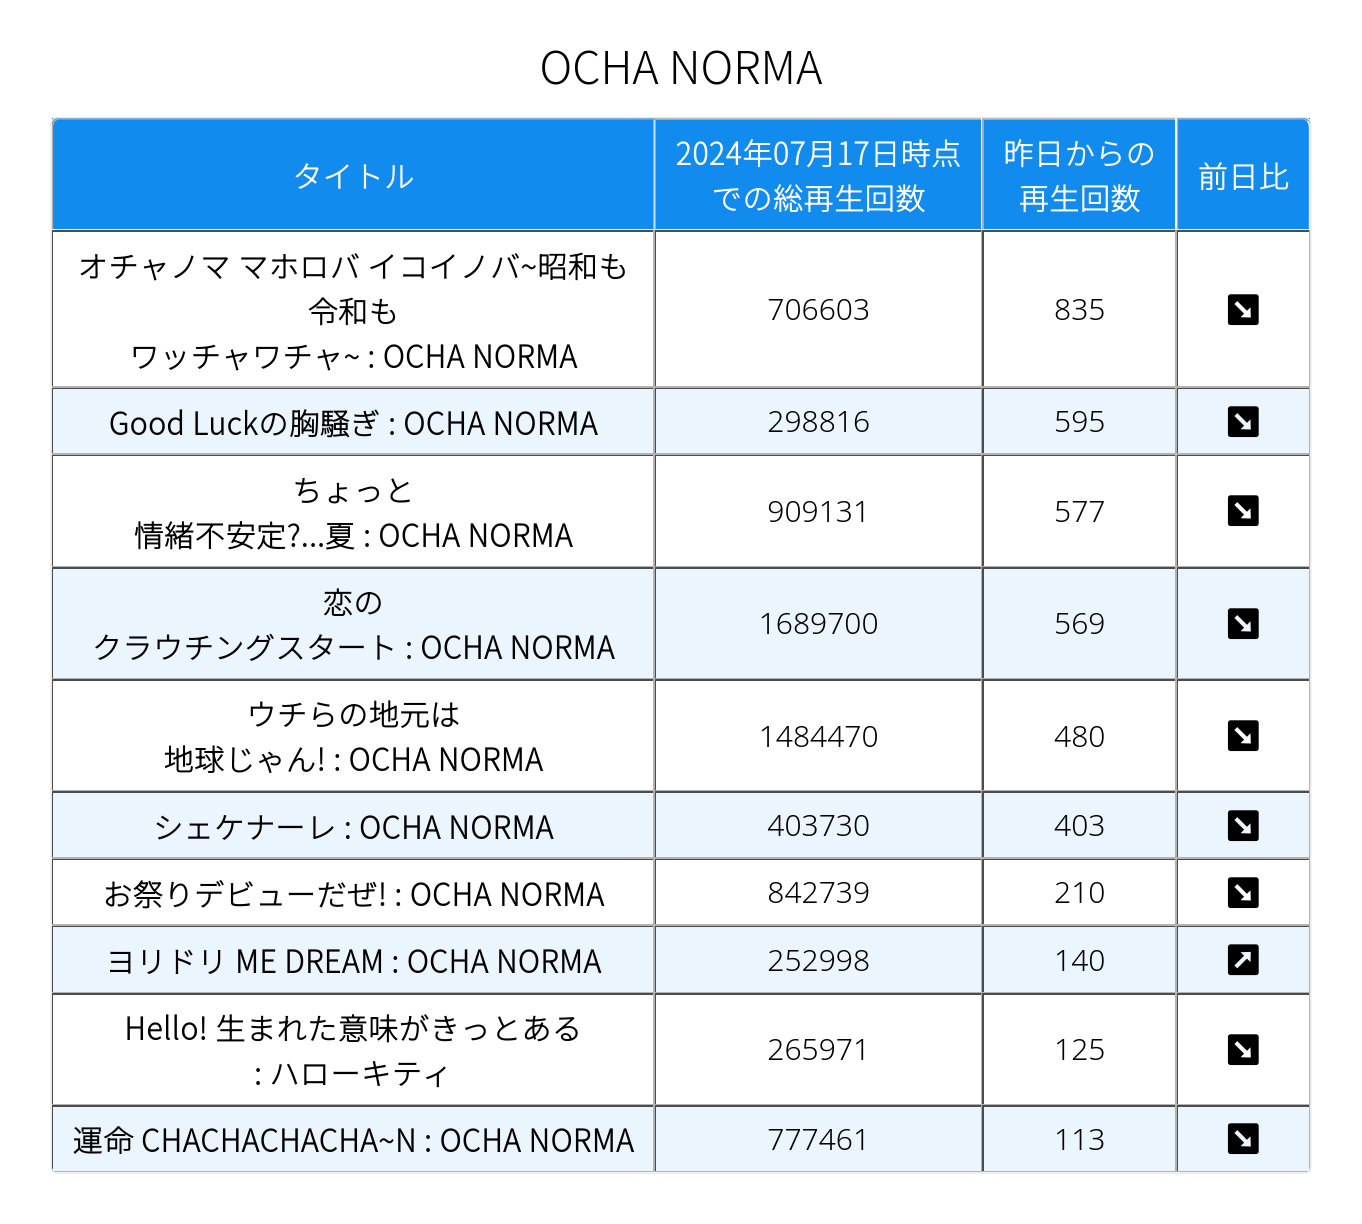 OCHA NORMA
タイトル
2024年07月17日時点
での総再生回数
昨日からの
再生回数
前日比
オチャノマ マホロバ イコイノバ~昭和も
令和も
ワッチャワチャ~ : OCHA NORMA
706603
835
Good Luckの胸騒ぎ : OCHA NORMA
298816
595
ちょっと
情緒不安定?...夏 : OCHA NORMA
909131
577
恋の
クラウチングスタート : OCHA NORMA
1689700
569
ウチらの地元は
地球じゃん! : OCHA NORMA
1484470
480
シェケナーレ : OCHA NORMA
403730
403
お祭りデビューだぜ! : OCHA NORMA
842739
210
ヨリドリ ME DREAM : OCHA NORMA
252998
140
Hello! 生まれた意味がきっとある
: ハローキティ
265971
125
運命 CHACHACHACHA~N : OCHA NORMA
777461
113